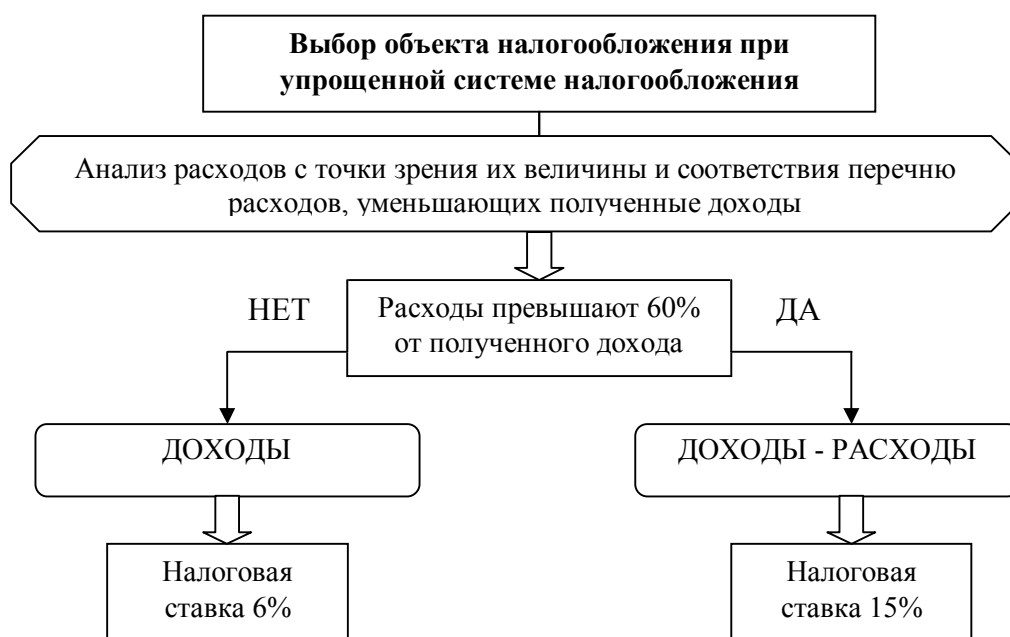 Выбор объекта налогообложения при
упрощенной системе налогообложения
Анализ расходов с точки зрения их величины и соответствия перечню
расходов, уменьшающих полученные доходы
НЕТ
Расходы превышают 60%
от полученного дохода
ДА
ДОХОДЫ
ДОХОДЫ - РАСХОДЫ
Налоговая
ставка 6%
Налоговая
ставка 15%